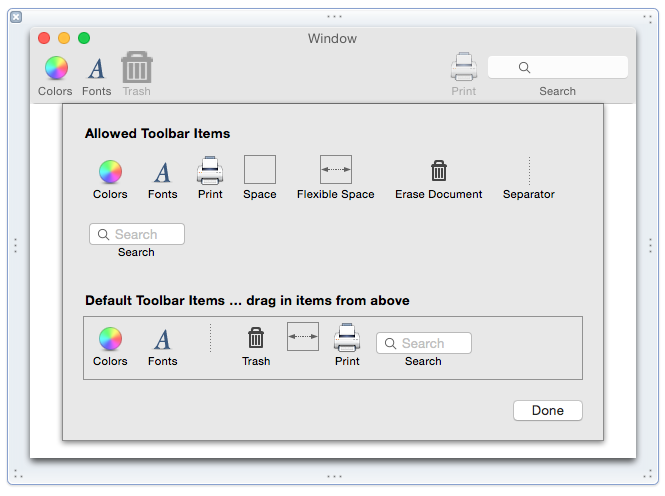 Window
Colors Fonts Trash Print Search
Allowed Toolbar Items
Colors Fonts Print Space Flexible Space Erase Document Separator
Search
Search
Default Toolbar Items ... drag in items from above
Search
Colors Fonts Trash Print Search
Done